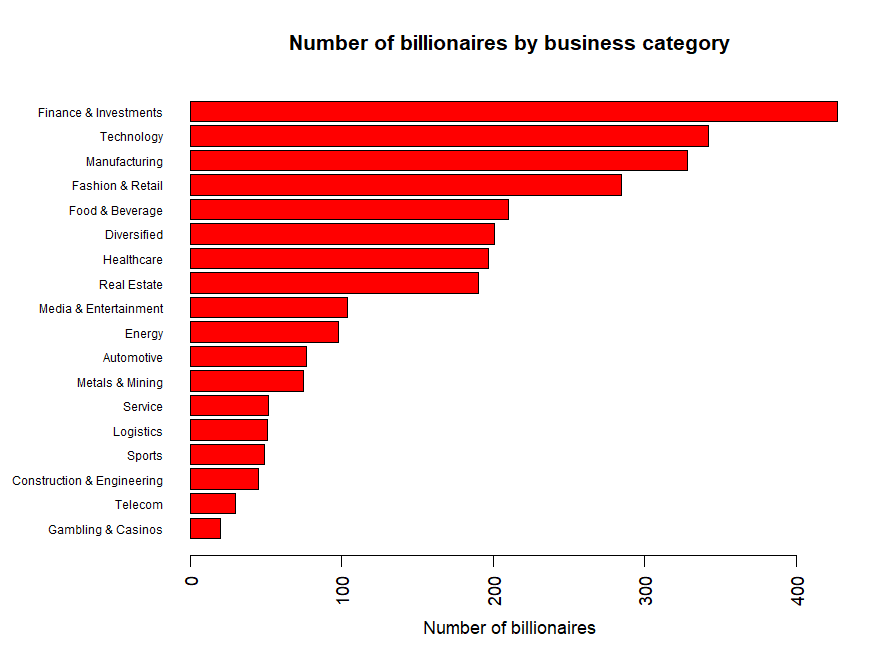 Number of billionaires by business category
Finance & Investments
Technology
Manufacturing
Fashion & Retail
Food & Beverage
Diversified
Healthcare
Real Estate
Media & Entertainment
Energy
Automotive
Metals & Mining
Service
Logistics
Sports
Construction & Engineering
Telecom
Gambling & Casinos
0 100 200 300 400
Number of billionaires